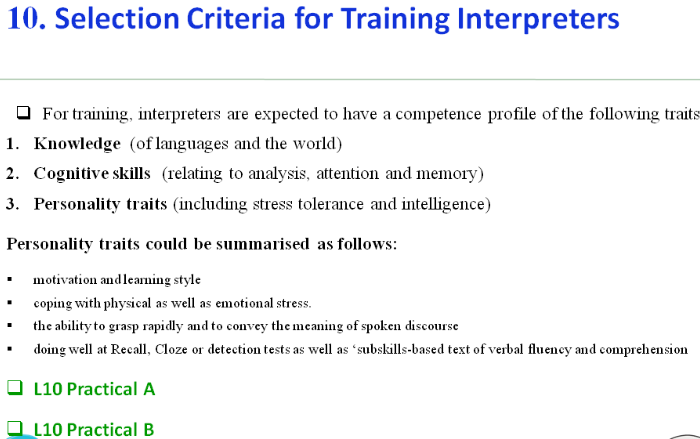 10. Selection Criteria for Training Interpreters
❑ For training, interpreters are expected to have a competence profile of the following traits
1. Knowledge (of languages and the world)
2. Cognitive skills (relating to analysis, attention and memory)
3. Personality traits (including stress tolerance and intelligence)
Personality traits could be summarised as follows:
▪ motivation and learning style
▪ coping with physical as well as emotional stress.
▪ the ability to grasp rapidly and to convey the meaning of spoken discourse
▪ doing well at Recall, Cloze or detection tests as well as ‘subskills-based text of verbal fluency and comprehension
❑ L10 Practical A
❑ L10 Practical B